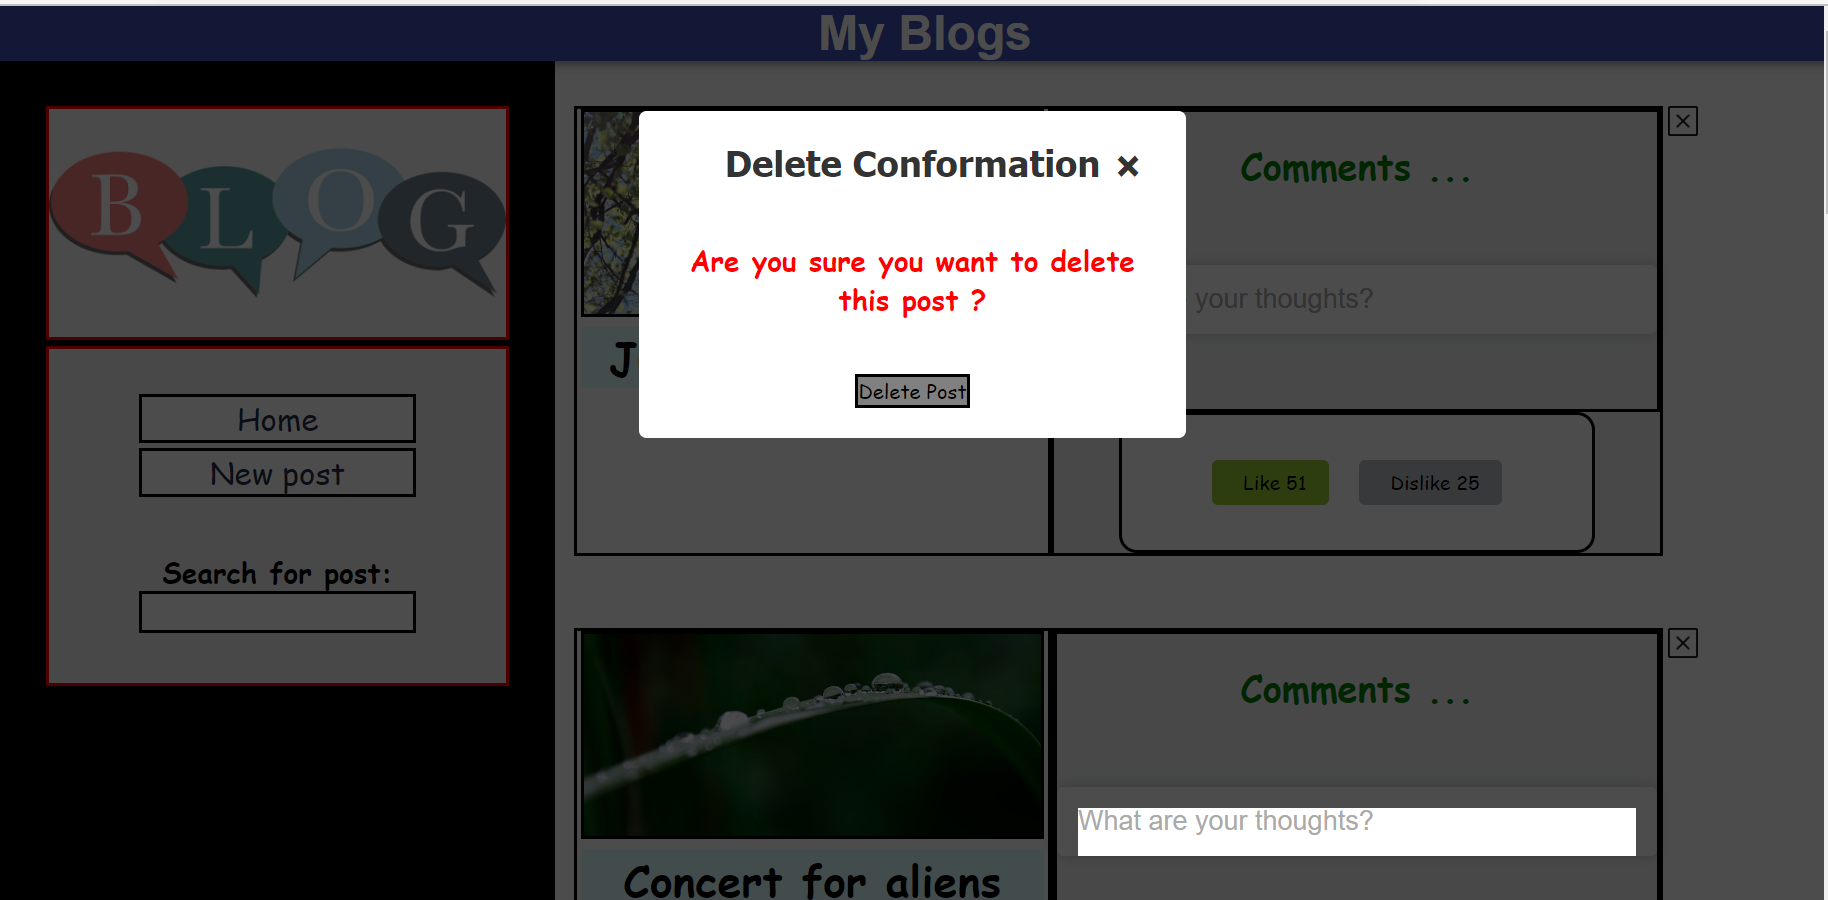 My Blogs
B L O G
Home
New post
Search for post:
Delete Conformation ×
Are you sure you want to delete
this post ?
Delete Post
Comments ...
your thoughts?
Like 51
Dislike 25
Comments ...
What are your thoughts?
Concert for aliens